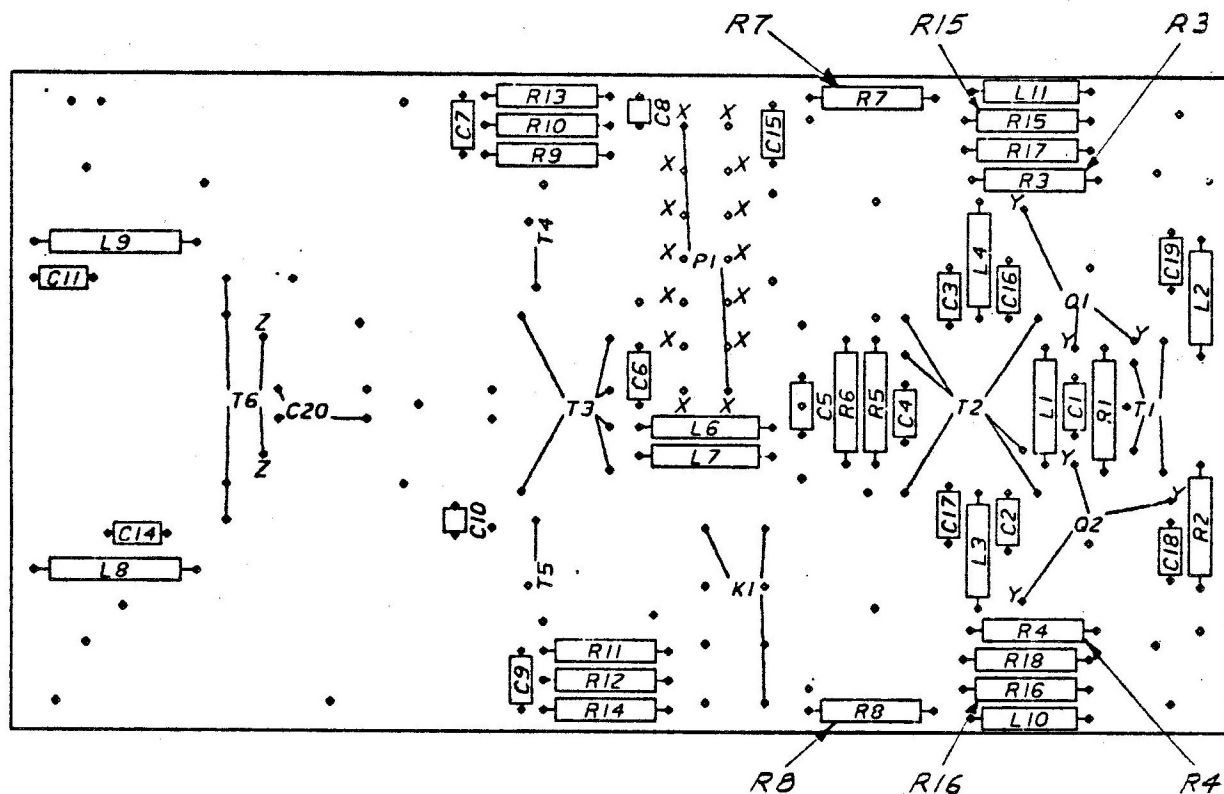 R7
R15
R3
R13
R10
R9
C7
C8
X X
C15
R7
L11
R15
R17
R3
X X
X X
X X
X X
X X
X X
P1
L9
C11
T4
L4
C3
C16
Y
Q1
Y
Y
C19
L2
Z
T6
Z
C20
T3
C6
L6
L7
C5
R6
R5
C4
T2
L1
C1
R1
T1
C14
L8
C10
T5
K1
C17
L3
C2
Y
Q2
Y
Y
C18
R2
C9
R11
R12
R14
R8
R4
R18
R16
L10
R8
R16
R4